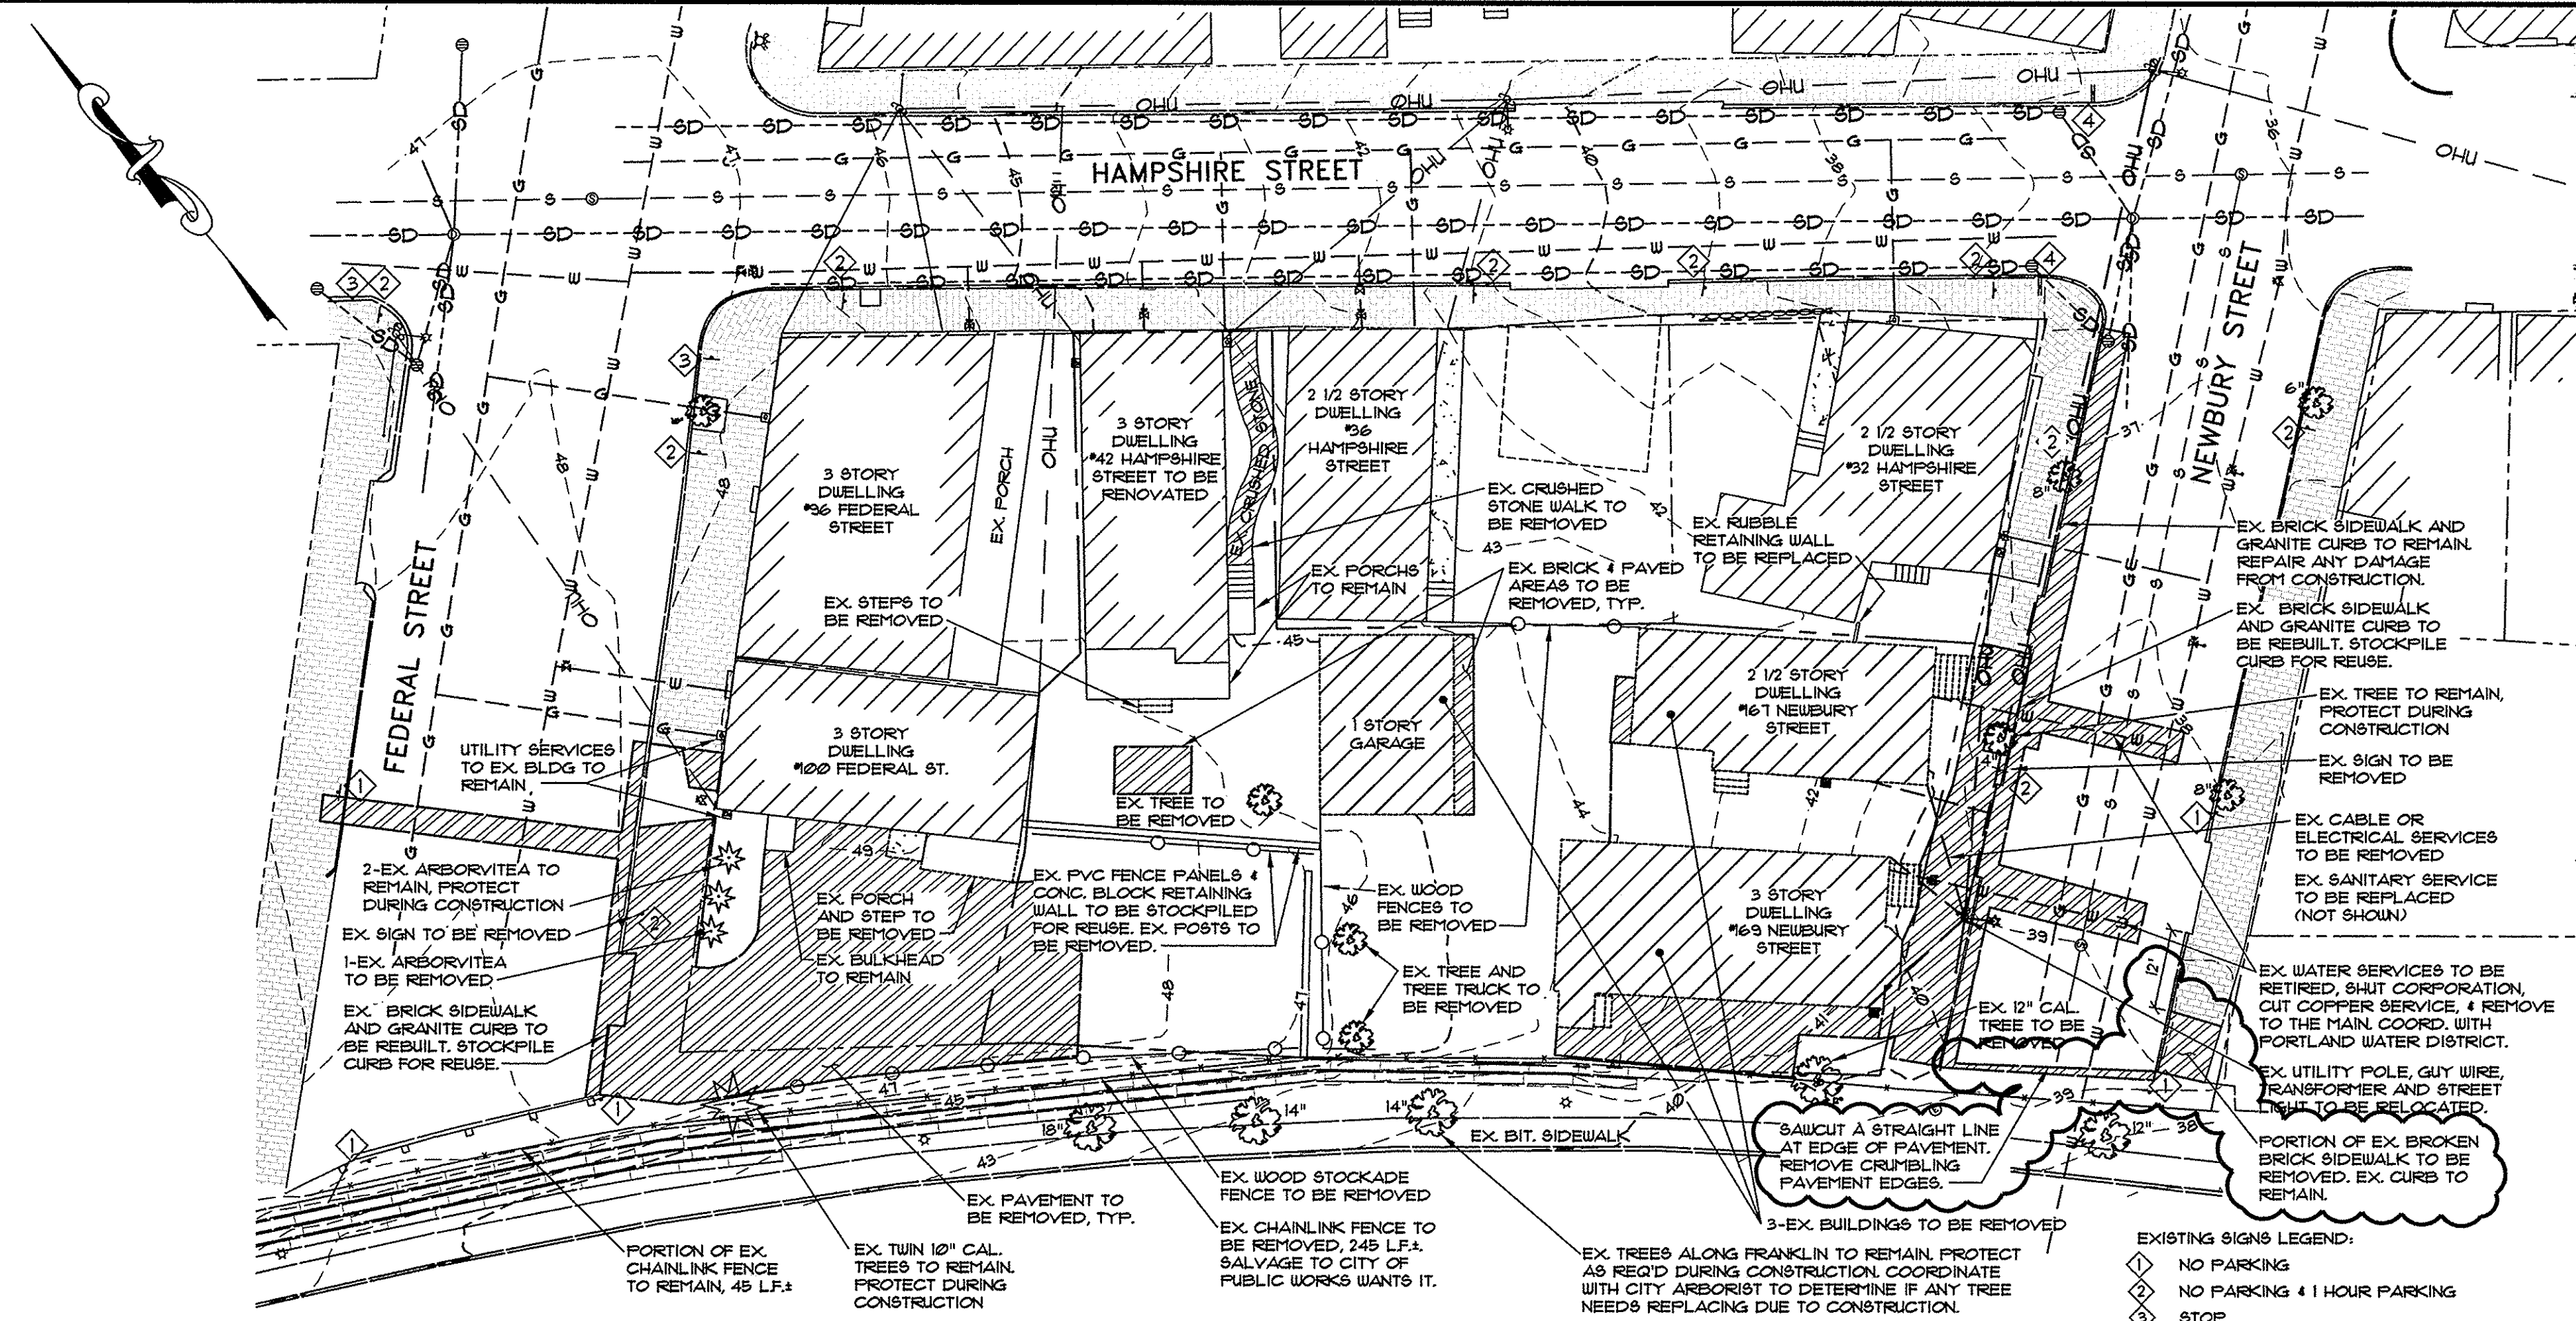 HAMPSHIRE STREET
FEDERAL STREET
NEWBURY STREET
3 STORY
DWELLING
#96 FEDERAL
STREET
EX. PORCH
OHU
3 STORY
DWELLING
#42 HAMPSHIRE
STREET TO BE
RENOVATED
EX. CRUSHED STONE
2 1/2 STORY
DWELLING
#36
HAMPSHIRE
STREET
2 1/2 STORY
DWELLING
#32 HAMPSHIRE
STREET
EX. CRUSHED
STONE WALK TO
BE REMOVED
EX. RUBBLE
RETAINING WALL
TO BE REPLACED
EX. PORCHS
TO REMAIN
EX. BRICK & PAVED
AREAS TO BE
REMOVED, TYP.
EX. STEPS TO
BE REMOVED
EX. BRICK SIDEWALK AND
GRANITE CURB TO REMAIN.
REPAIR ANY DAMAGE
FROM CONSTRUCTION.
EX. BRICK SIDEWALK
AND GRANITE CURB TO
BE REBUILT. STOCKPILE
CURB FOR REUSE.
EX. TREE TO REMAIN,
PROTECT DURING
CONSTRUCTION
EX. SIGN TO BE
REMOVED
EX. CABLE OR
ELECTRICAL SERVICES
TO BE REMOVED
EX. SANITARY SERVICE
TO BE REPLACED
(NOT SHOWN)
EX. WATER SERVICES TO BE
RETIRED, SHUT CORPORATION,
CUT COPPER SERVICE, & REMOVE
TO THE MAIN. COORD. WITH
PORTLAND WATER DISTRICT.
EX. UTILITY POLE, GUY WIRE,
TRANSFORMER AND STREET
LIGHT TO BE RELOCATED.
PORTION OF EX. BROKEN
BRICK SIDEWALK TO BE
REMOVED. EX. CURB TO
REMAIN.
3 STORY
DWELLING
#100 FEDERAL ST.
1 STORY
GARAGE
2 1/2 STORY
DWELLING
#167 NEWBURY
STREET
3 STORY
DWELLING
#169 NEWBURY
STREET
UTILITY SERVICES
TO EX. BLDG TO
REMAIN
EX. TREE TO
BE REMOVED
2-EX. ARBORVITEA TO
REMAIN, PROTECT
DURING CONSTRUCTION
EX. SIGN TO BE REMOVED
1-EX. ARBORVITEA
TO BE REMOVED
EX. BRICK SIDEWALK
AND GRANITE CURB TO
BE REBUILT. STOCKPILE
CURB FOR REUSE.
EX. PORCH
AND STEP TO
BE REMOVED
EX. BULKHEAD
TO REMAIN
EX. PVC FENCE PANELS &
CONC. BLOCK RETAINING
WALL TO BE STOCKPILED
FOR REUSE. EX. POSTS TO
BE REMOVED.
EX. WOOD
FENCES TO
BE REMOVED
EX. TREE AND
TREE TRUCK TO
BE REMOVED
EX. 12" CAL.
TREE TO BE
REMOVED
12'
18"
14"
14"
12"
EX. BIT. SIDEWALK
SAWCUT A STRAIGHT LINE
AT EDGE OF PAVEMENT.
REMOVE CRUMBLING
PAVEMENT EDGES.
3-EX. BUILDINGS TO BE REMOVED
PORTION OF EX.
CHAINLINK FENCE
TO REMAIN, 45 L.F.±
EX. TWIN 10" CAL.
TREES TO REMAIN.
PROTECT DURING
CONSTRUCTION
EX. PAVEMENT TO
BE REMOVED, TYP.
EX. WOOD STOCKADE
FENCE TO BE REMOVED
EX. CHAINLINK FENCE TO
BE REMOVED, 245 L.F.±.
SALVAGE TO CITY OF
PUBLIC WORKS WANTS IT.
EX. TREES ALONG FRANKLIN TO REMAIN. PROTECT
AS REQ'D DURING CONSTRUCTION. COORDINATE
WITH CITY ARBORIST TO DETERMINE IF ANY TREE
NEEDS REPLACING DUE TO CONSTRUCTION.
EXISTING SIGNS LEGEND:
1 NO PARKING
2 NO PARKING & 1 HOUR PARKING
3 STOP